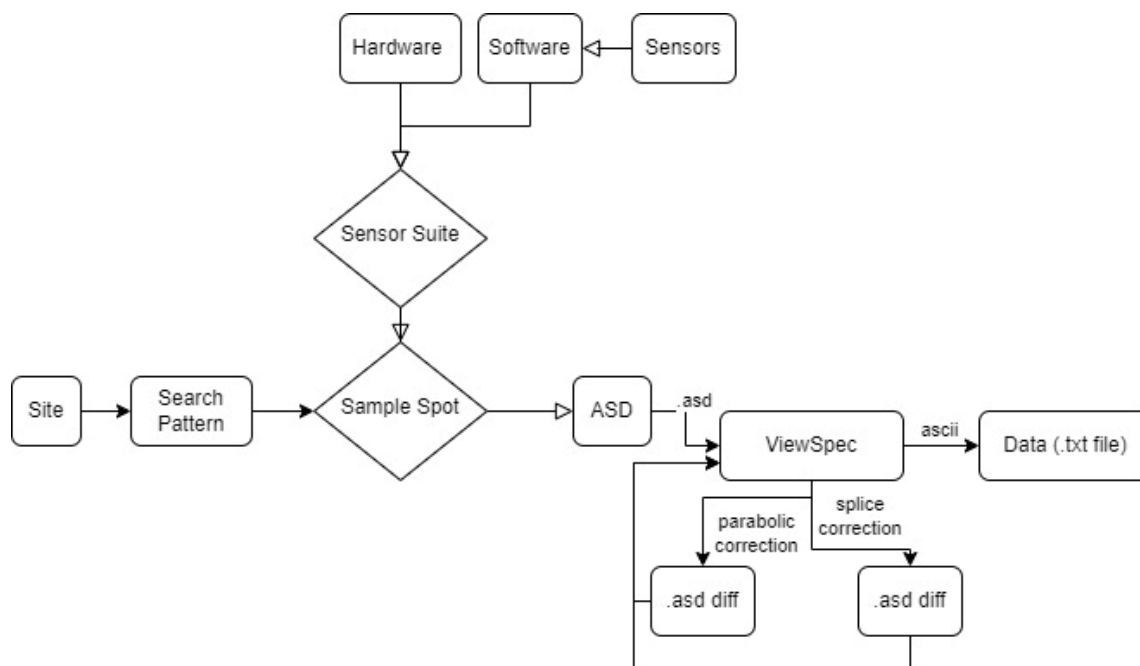 Hardware
Software
Sensors
Sensor Suite
Site
Search
Pattern
Sample Spot
ASD
.asd
ViewSpec
ascii
Data (.txt file)
parabolic
correction
splice
correction
.asd diff
.asd diff